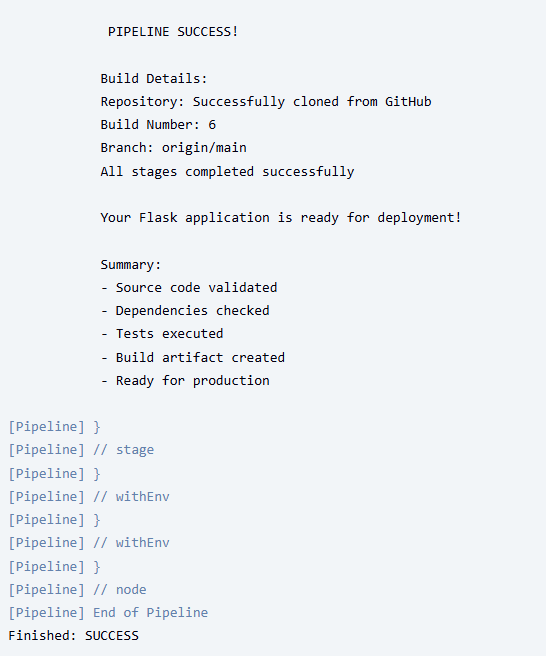 PIPELINE SUCCESS!
Build Details:
Repository: Successfully cloned from GitHub
Build Number: 6
Branch: origin/main
All stages completed successfully
Your Flask application is ready for deployment!
Summary:
- Source code validated
- Dependencies checked
- Tests executed
- Build artifact created
- Ready for production
[Pipeline] }
[Pipeline] // stage
[Pipeline] }
[Pipeline] // withEnv
[Pipeline] }
[Pipeline] // withEnv
[Pipeline] }
[Pipeline] // node
[Pipeline] End of Pipeline
Finished: SUCCESS